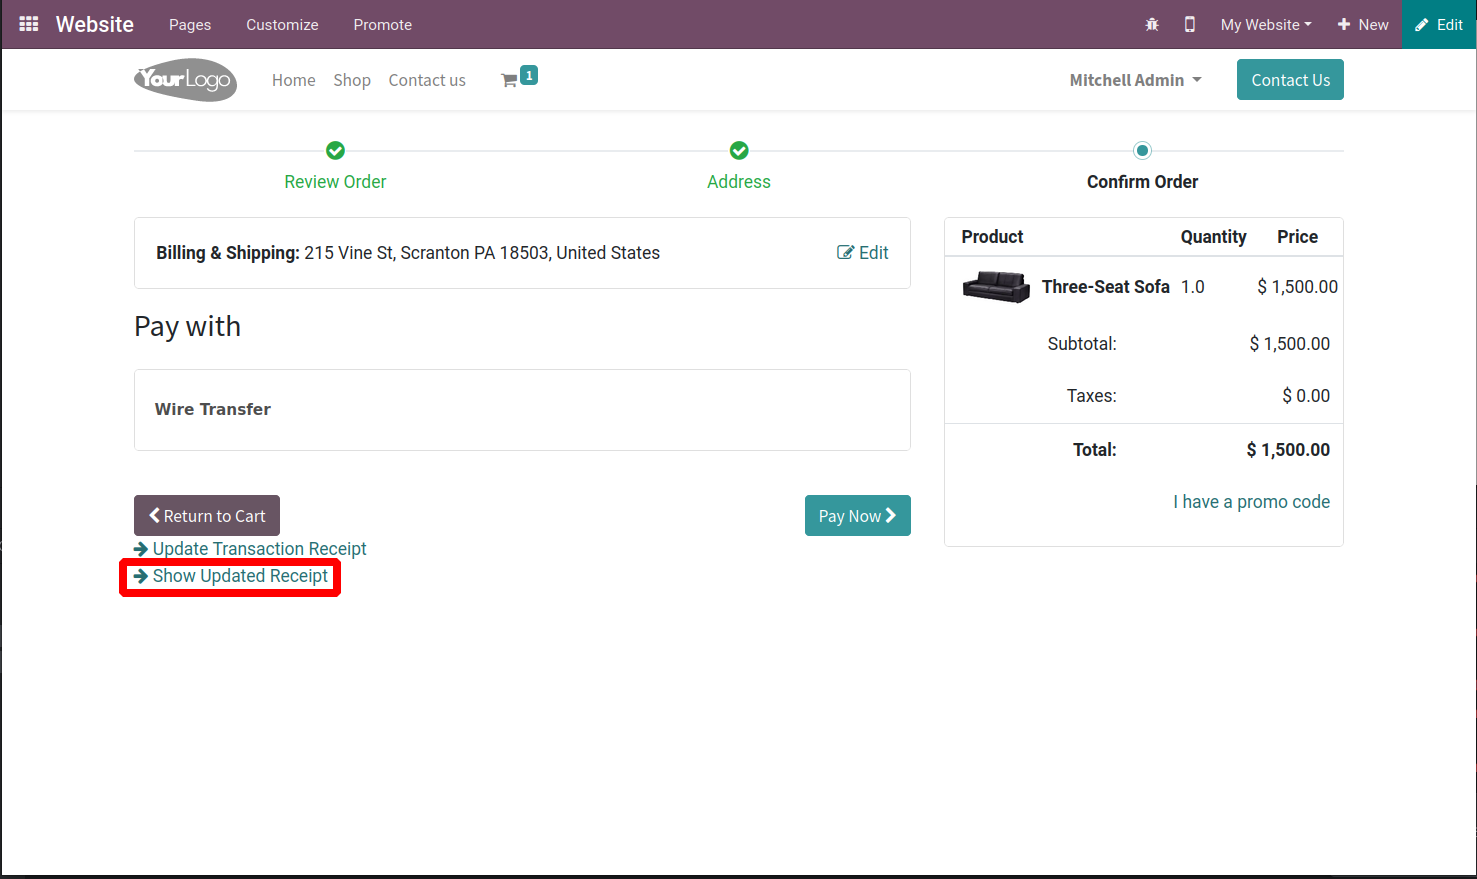 Website Pages Customize Promote My Website New Edit
YourLogo Home Shop Contact us 1 Mitchell Admin Contact Us
Review Order Address Confirm Order
Billing & Shipping: 215 Vine St, Scranton PA 18503, United States Edit
Pay with
Wire Transfer
Return to Cart Pay Now
Update Transaction Receipt
Show Updated Receipt
Product Quantity Price
Three-Seat Sofa 1.0 $ 1,500.00
Subtotal: $ 1,500.00
Taxes: $ 0.00
Total: $ 1,500.00
I have a promo code